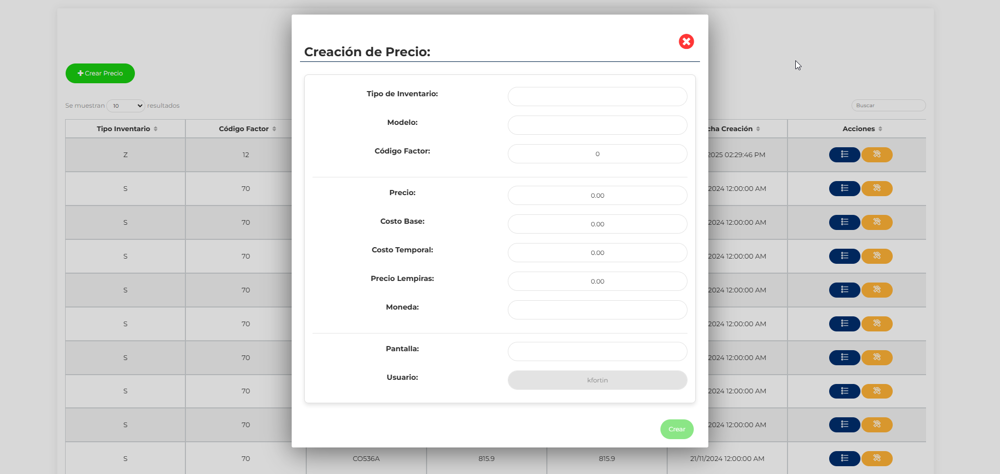 Creación de Precio:
Crear Precio
Tipo de Inventario:
Modelo:
Código Factor: 0
Precio: 0.00
Costo Base: 0.00
Costo Temporal: 0.00
Precio Lempiras: 0.00
Moneda:
Pantalla:
Usuario: kfortin
Crear
Se muestran 10 resultados
Buscar
Tipo Inventario Código Factor Creación Acciones
Z 12 2025 02:29:46 PM
S 70 2024 12:00:00 AM
S 70 2024 12:00:00 AM
S 70 2024 12:00:00 AM
S 70 2024 12:00:00 AM
S 70 2024 12:00:00 AM
S 70 2024 12:00:00 AM
S 70 2024 12:00:00 AM
S 70 2024 12:00:00 AM
S 70 CO536A 815.9 815.9 21/11/2024 12:00:00 AM